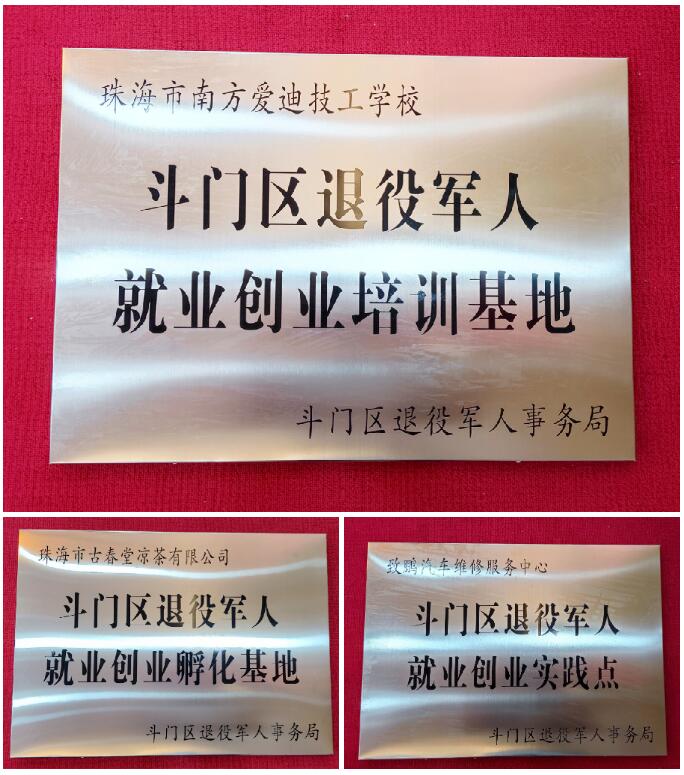 珠海市南方爱迪技工学校
斗门区退役军人
就业创业培训基地
斗门区退役军人事务局
珠海市古春堂凉茶有限公司
斗门区退役军人
就业创业孵化基地
斗门区退役军人事务局
致鹏汽车维修服务中心
斗门区退役军人
就业创业实践点
斗门区退役军人事务局